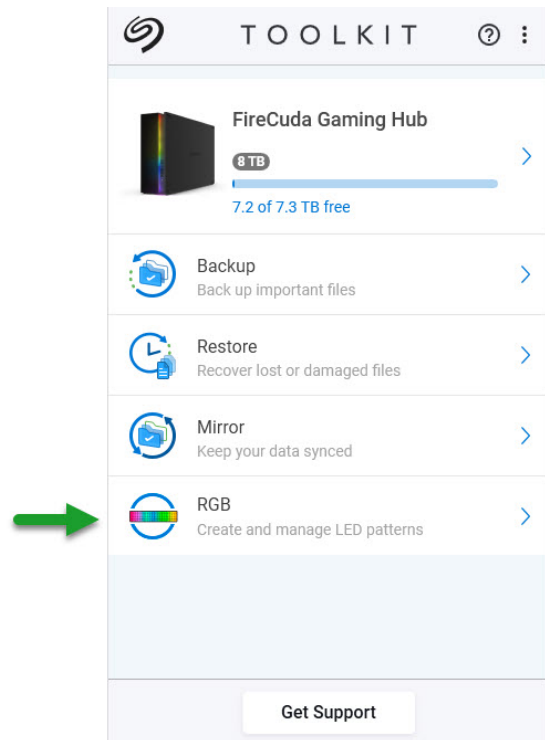 TOOLKIT
FireCuda Gaming Hub
8 TB
7.2 of 7.3 TB free
Backup
Back up important files
Restore
Recover lost or damaged files
Mirror
Keep your data synced
RGB
Create and manage LED patterns
Get Support